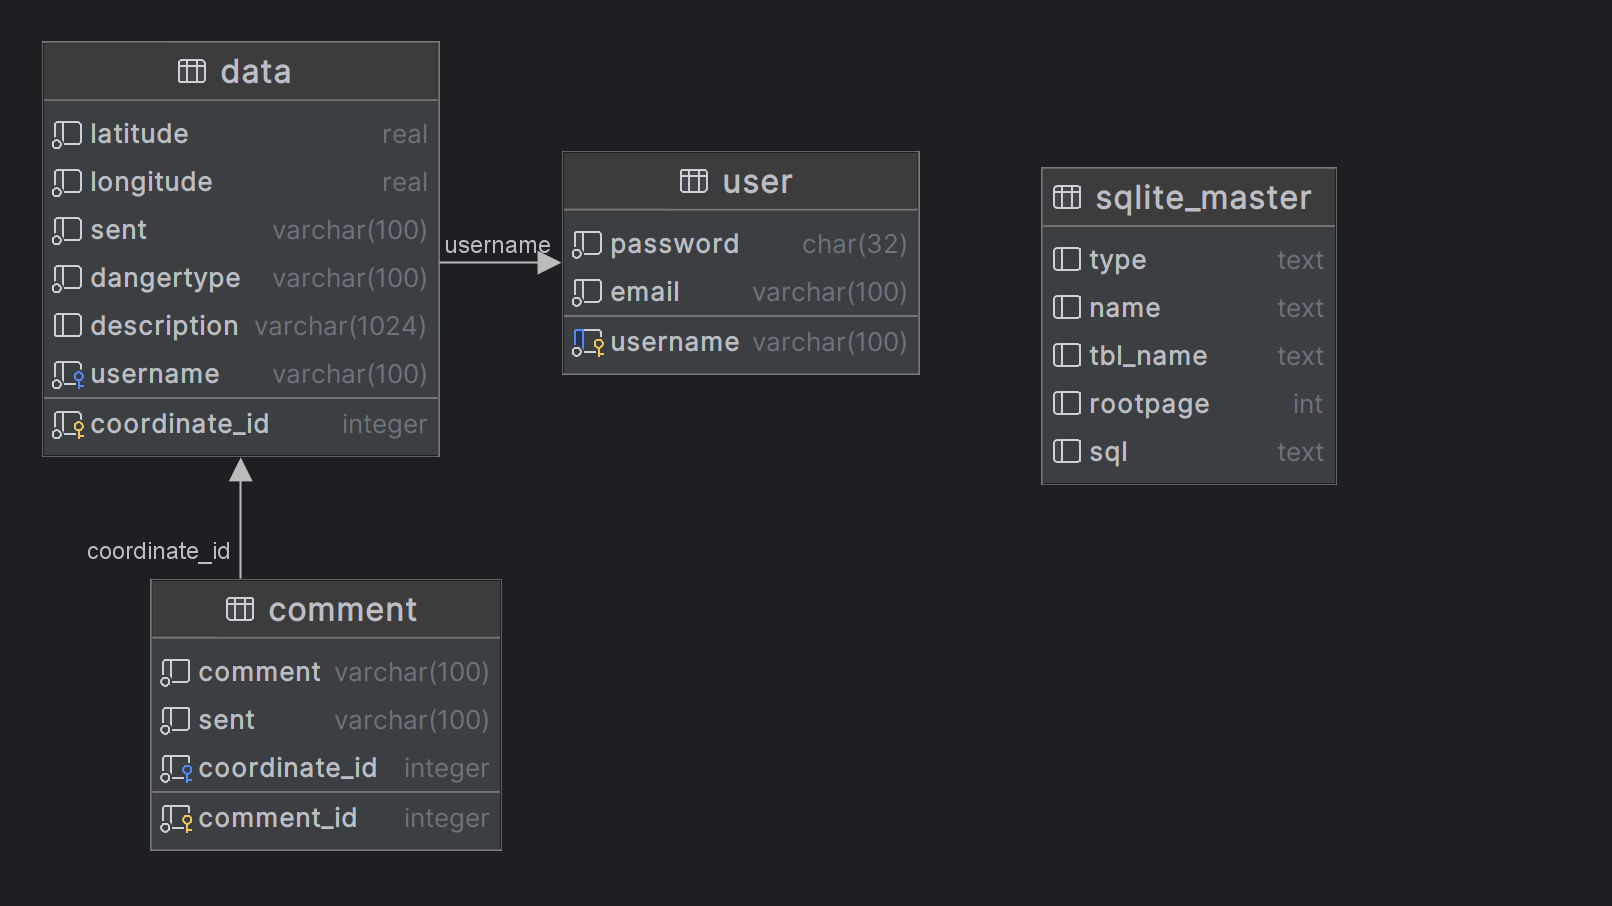 data
latitude real
longitude real
sent varchar(100)
dangertype varchar(100)
description varchar(1024)
username varchar(100)
coordinate_id integer
username
user
password char(32)
email varchar(100)
username varchar(100)
sqlite_master
type text
name text
tbl_name text
rootpage int
sql text
coordinate_id
comment
comment varchar(100)
sent varchar(100)
coordinate_id integer
comment_id integer